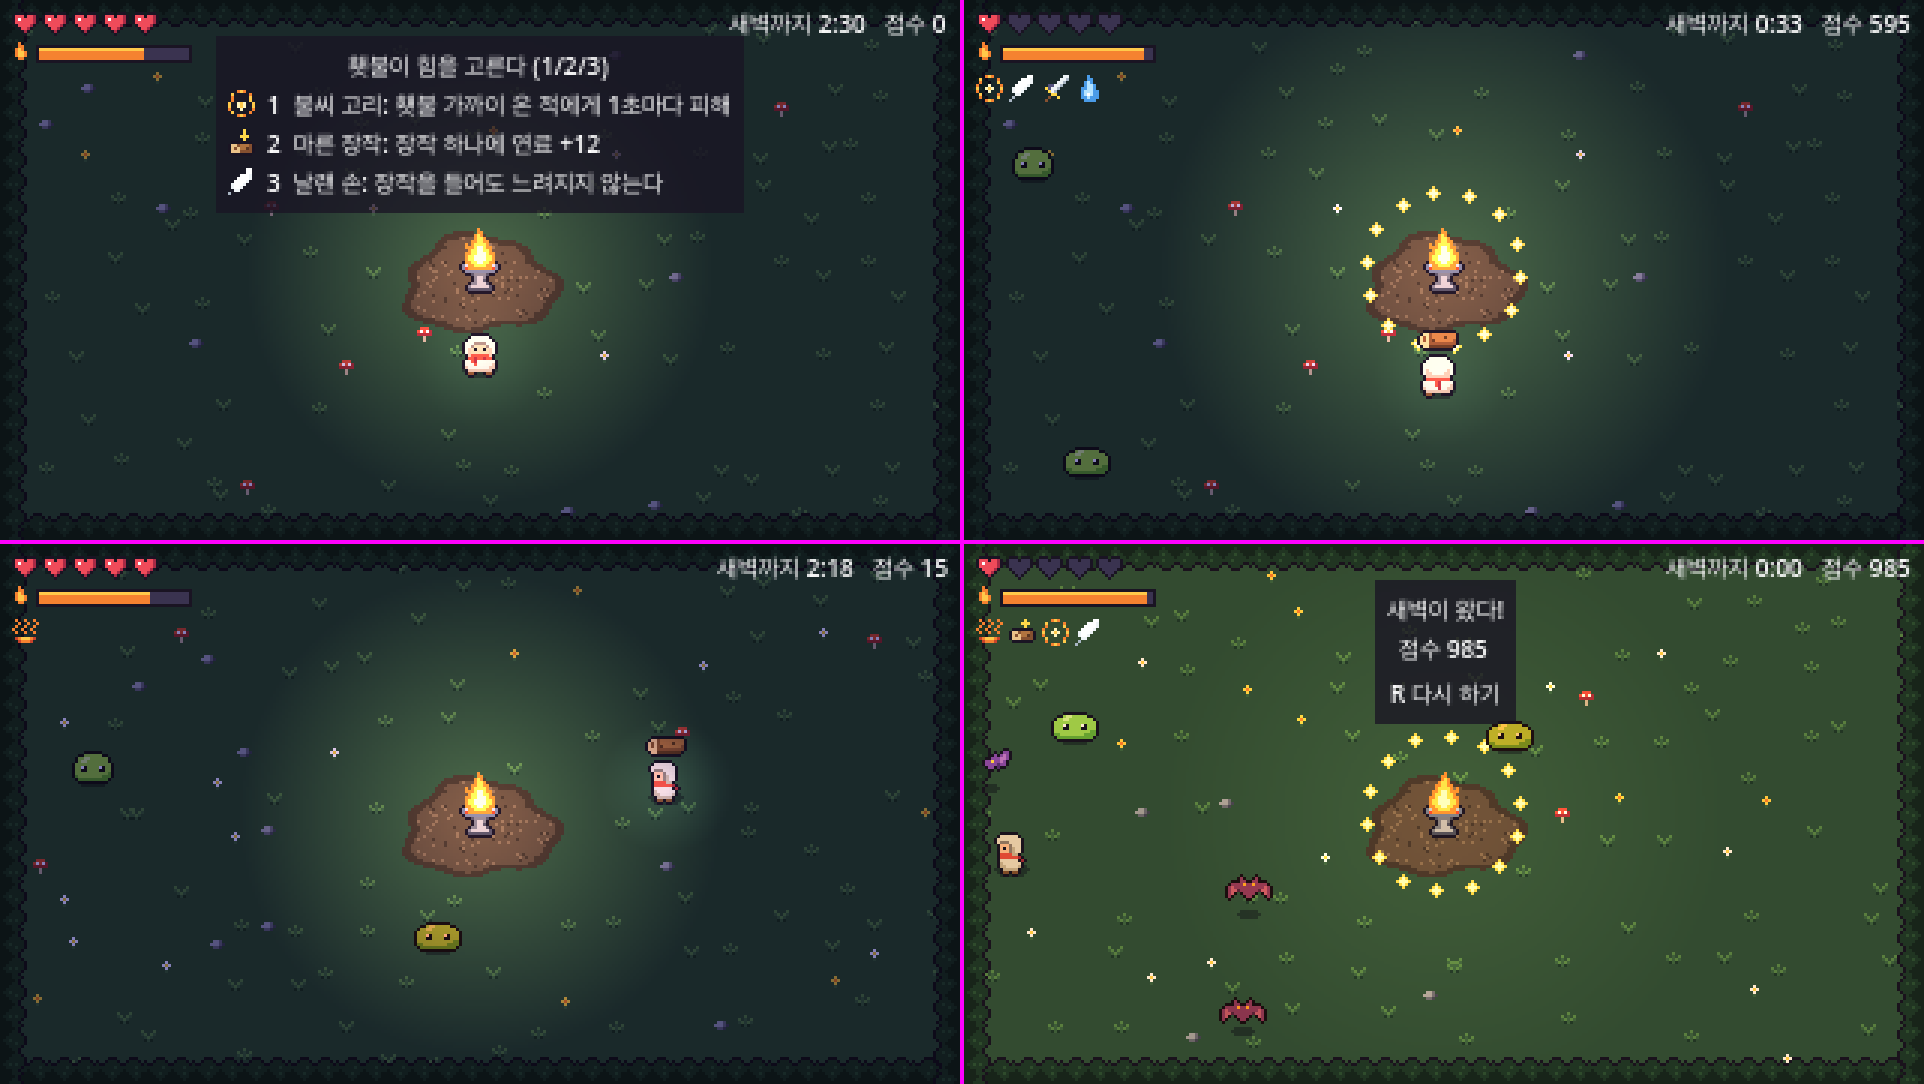 새벽까지 2:30 점수 0
횃불이 힘을 고른다 (1/2/3)
1 불씨 고리: 횃불 가까이 온 적에게 1초마다 피해
2 마른 장작: 장작 하나에 연료 +12
3 날랜 손: 장작을 들어도 느려지지 않는다
새벽까지 0:33 점수 595
새벽까지 2:18 점수 15
새벽까지 0:00 점수 985
새벽이 왔다!
점수 985
R 다시 하기